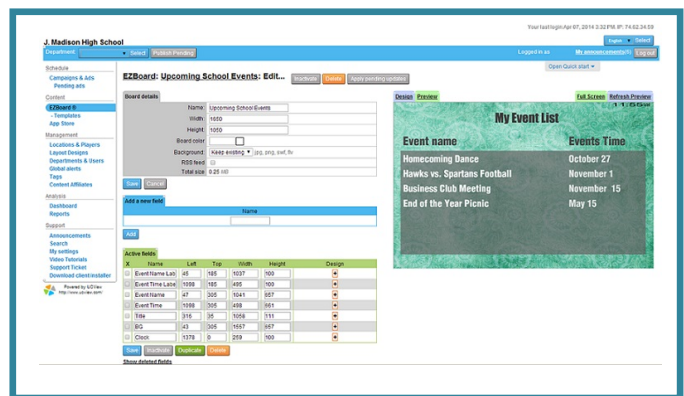 Your last login Apr 07, 2014 3:32 PM. IP: 74.62.34.59
J. Madison High School
English Select
Department Select Publish Pending Logged in as My announcements(0) Log out
Open Quick start
Schedule
Campaigns & Ads
Pending ads
Content
EZBoard ®
- Templates
App Store
Management
Locations & Players
Layout Designs
Departments & Users
Global alerts
Tags
Content Affiliates
Analysis
Dashboard
Reports
Support
Announcements
Search
My settings
Video Tutorials
Support Ticket
Download client installer
EZBoard: Upcoming School Events: Edit... Inactivate Delete Apply pending updates
Board details
Name: Upcoming School Events
Width: 1650
Height: 1050
Board color:
Background: Keep existing jpg, png, swf, flv
RSS feed
Total size 0.25 MB
Save Cancel
Add a new field
Name
Add
Active fields
X Name Left Top Width Height Design
Event Name Lab 45 185 1037 100
Event Time Labe 1098 185 495 100
Event Name 47 305 1041 657
Event Time 1098 305 498 661
Title 316 35 1056 111
BG 43 305 1557 657
Clock 1378 0 259 100
Save Inactivate Duplicate Delete
Show deleted fields
Design Preview Full Screen Refresh Preview
My Event List
Event name Events Time
Homecoming Dance October 27
Hawks vs. Spartans Football November 1
Business Club Meeting November 15
End of the Year Picnic May 15